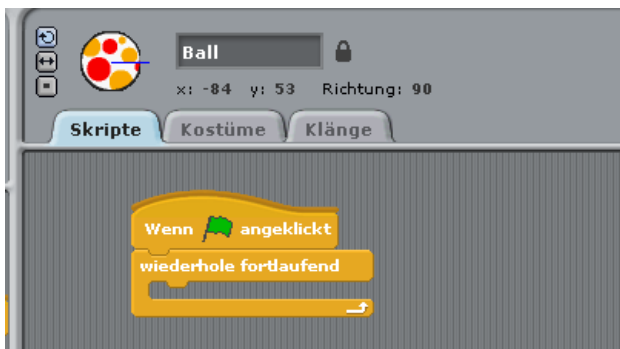 Ball
x: -84 y: 53 Richtung: 90
Skripte Kostüme Klänge
Wenn angeklickt
wiederhole fortlaufend